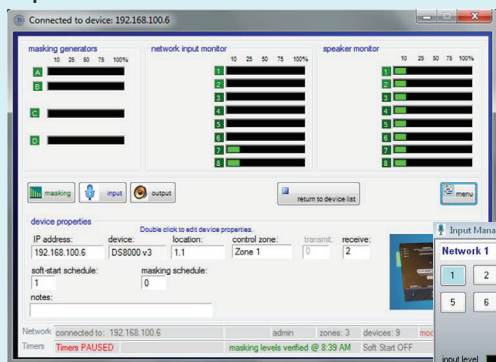 Connected to device: 192.168.100.6
masking generators
10 25 50 75 100%
A
B
C
D
network input monitor
10 25 50 75 100%
1
2
3
4
5
6
7
8
speaker monitor
10 25 50 75 100%
1
2
3
4
5
6
7
8
masking input output return to device list menu
device properties
Double click to edit device properties.
IP address: device: location: control zone: transmit: receive:
192.168.100.6 DS8000 v3 1.1 Zone 1 0 2
soft-start schedule: masking schedule:
1 0
notes:
Network connected to: 192.168.100.6 admin zones: 3 devices: 9
Timers Timers PAUSED masking levels verified @ 8:39 AM Soft Start OFF
Input Mana
Network 1
1 2
5 6
input level